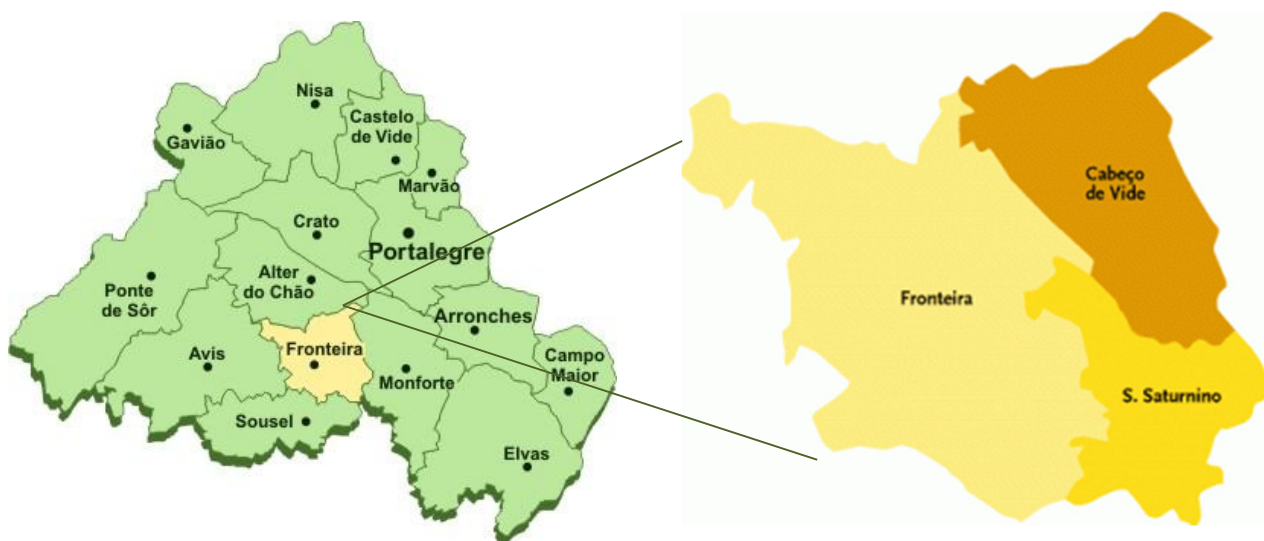 Nisa
Gavião
Castelo
de Vide
Marvão
Crato
Portalegre
Alter
do Chão
Ponte
de Sôr
Arronches
Avis
Fronteira
Monforte
Campo
Maior
Sousel
Elvas
Cabeço
de Vide
Fronteira
S. Saturnino